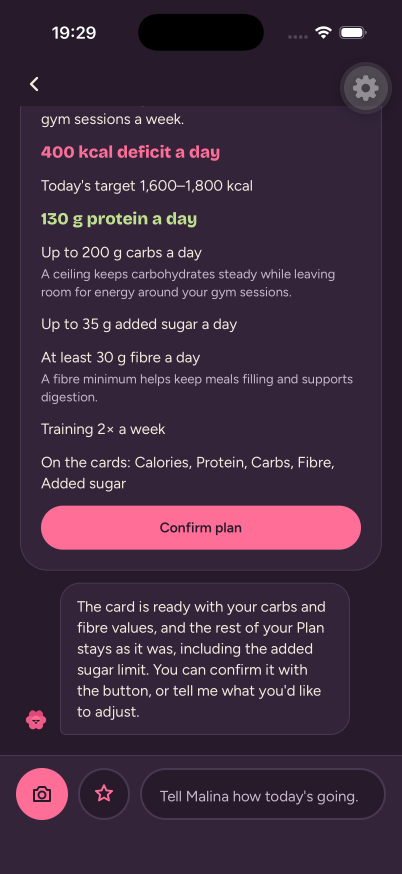 19:29
gym sessions a week.
400 kcal deficit a day
Today's target 1,600–1,800 kcal
130 g protein a day
Up to 200 g carbs a day
A ceiling keeps carbohydrates steady while leaving
room for energy around your gym sessions.
Up to 35 g added sugar a day
At least 30 g fibre a day
A fibre minimum helps keep meals filling and supports
digestion.
Training 2× a week
On the cards: Calories, Protein, Carbs, Fibre,
Added sugar
Confirm plan
The card is ready with your carbs and
fibre values, and the rest of your Plan
stays as it was, including the added
sugar limit. You can confirm it with
the button, or tell me what you'd like
to adjust.
Tell Malina how today's going.